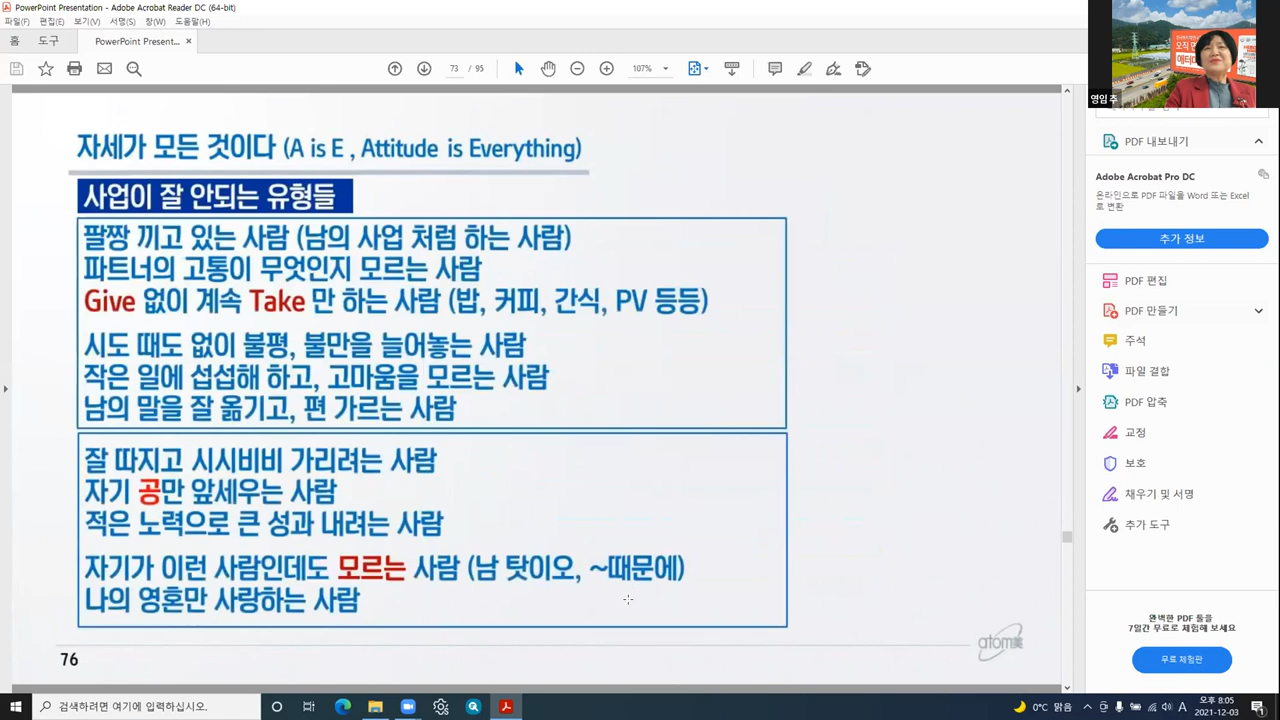 PowerPoint Presentation - Adobe Acrobat Reader DC (64-bit)
파일(F) 편집(E) 보기(V) 서명(S) 창(W) 도움말(H)
홈 도구 PowerPoint Present... ×
73 / 95 107%
영임 추
자세가 모든 것이다 (A is E , Attitude is Everything)
사업이 잘 안되는 유형들
팔짱 끼고 있는 사람 (남의 사업 처럼 하는 사람)
파트너의 고통이 무엇인지 모르는 사람
Give 없이 계속 Take 만 하는 사람 (밥, 커피, 간식, PV 등등)
시도 때도 없이 불평, 불만을 늘어놓는 사람
작은 일에 섭섭해 하고, 고마움을 모르는 사람
남의 말을 잘 옮기고, 편 가르는 사람
잘 따지고 시시비비 가리려는 사람
자기 공만 앞세우는 사람
적은 노력으로 큰 성과 내려는 사람
자기가 이런 사람인데도 모르는 사람 (남 탓이오, ~때문에)
나의 영혼만 사랑하는 사람
76
atom美
PDF 내보내기
Adobe Acrobat Pro DC
온라인으로 PDF 파일을 Word 또는 Excel
로 변환
추가 정보
PDF 편집
PDF 만들기
주석
파일 결합
PDF 압축
교정
보호
채우기 및 서명
추가 도구
완벽한 PDF 툴을
7일간 무료로 체험해 보세요
무료 체험판
검색하려면 여기에 입력하십시오.
0°C 맑음
A
오후 8:05
2021-12-03
1